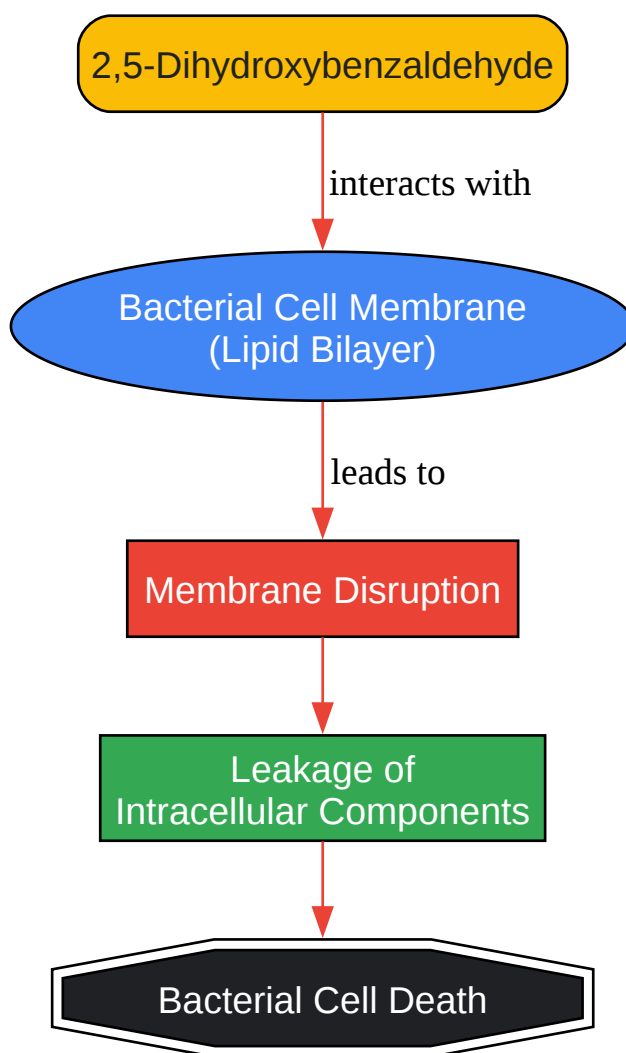 2,5-Dihydroxybenzaldehyde
interacts with
Bacterial Cell Membrane
(Lipid Bilayer)
leads to
Membrane Disruption
Leakage of
Intracellular Components
Bacterial Cell Death